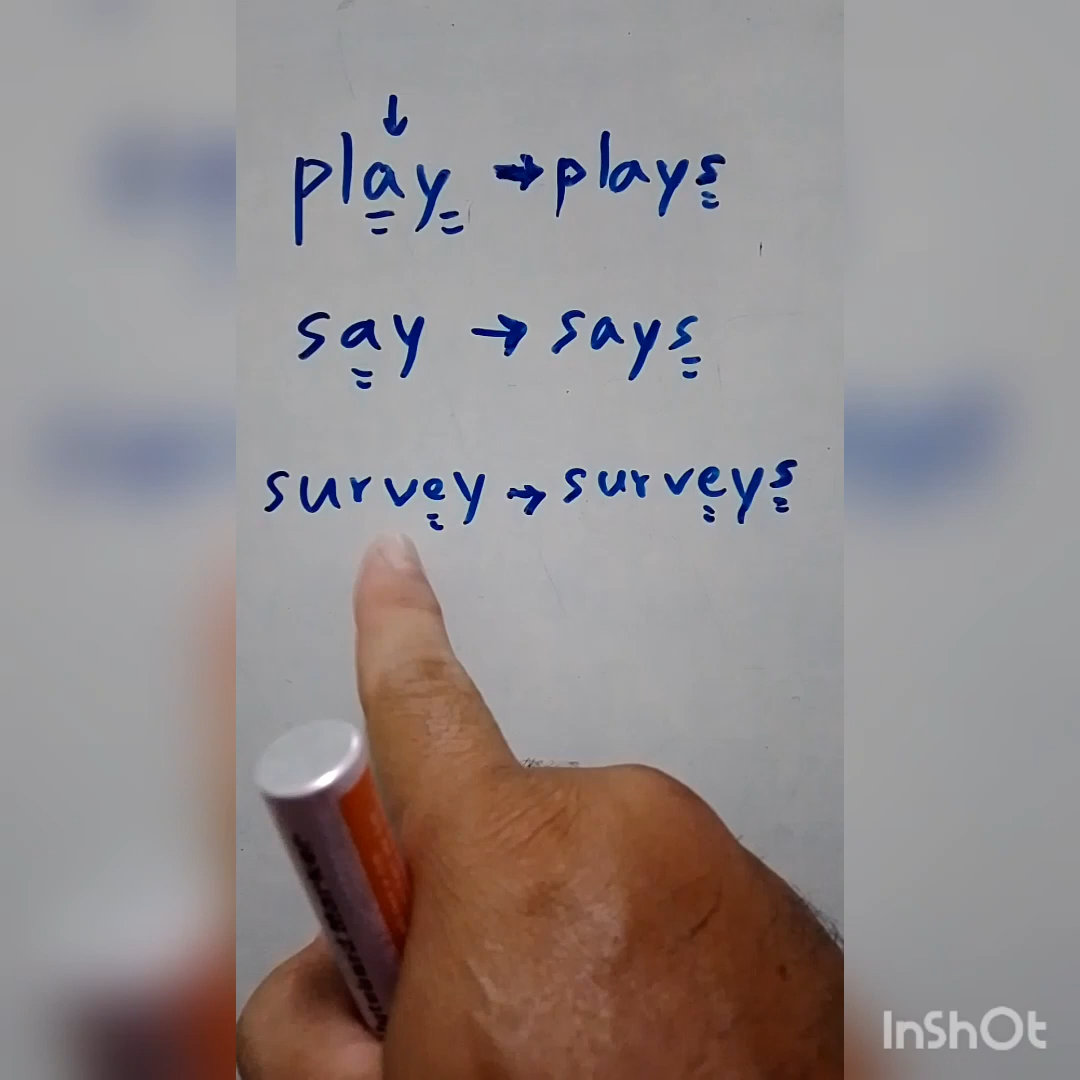 play → plays
say → says
survey → surveys
InShOt